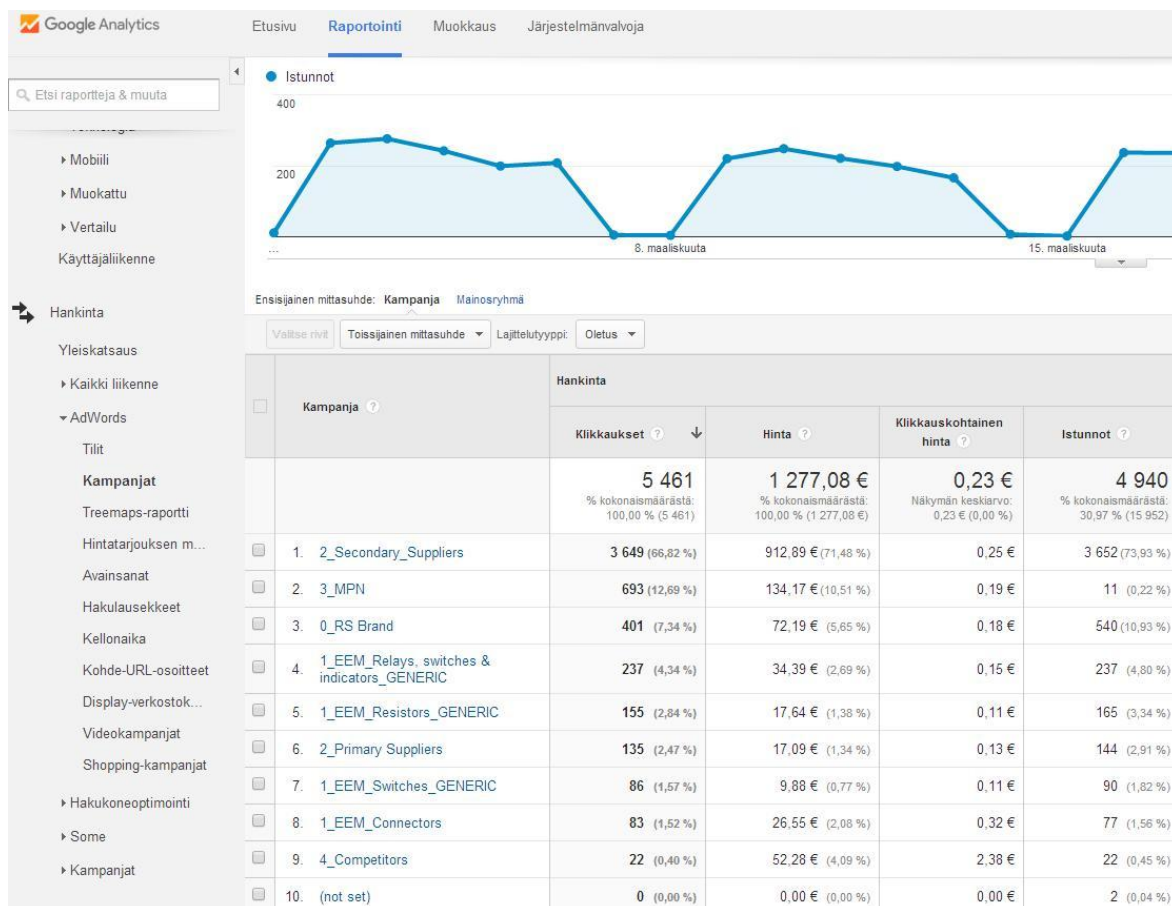 Google Analytics
Etusivu Raportointi Muokkaus Järjestelmänvalvoja
Etsi raportteja & muuta
Mobiili
Muokattu
Vertailu
Käyttäjäliikenne
Hankinta
Yleiskatsaus
Kaikki liikenne
AdWords
Tilit
Kampanjat
Treemaps-raportti
Hintatarjouksen m...
Avainsanat
Hakulausekkeet
Kellonaika
Kohde-URL-osoitteet
Display-verkostok...
Videokampanjat
Shopping-kampanjat
Hakukoneoptimointi
Some
Kampanjat
Istunnot
400
200
... 8. maaliskuuta 15. maaliskuuta
Ensisijainen mittasuhde: Kampanja Mainosryhmä
Valitse rivit Toissijainen mittasuhde Lajittelutyyppi: Oletus
Kampanja ?
Hankinta
Klikkaukset ? Hinta ? Klikkauskohtainen hinta ? Istunnot ?
5 461 1 277,08 € 0,23 € 4 940
% kokonaismäärästä: % kokonaismäärästä: Näkymän keskiarvo: % kokonaismäärästä:
100,00 % (5 461) 100,00 % (1 277,08 €) 0,23 € (0,00 %) 30,97 % (15 952)
1. 2_Secondary_Suppliers 3 649 (66,82 %) 912,89 € (71,48 %) 0,25 € 3 652 (73,93 %)
2. 3_MPN 693 (12,69 %) 134,17 € (10,51 %) 0,19 € 11 (0,22 %)
3. 0_RS Brand 401 (7,34 %) 72,19 € (5,65 %) 0,18 € 540 (10,93 %)
4. 1_EEM_Relays, switches & indicators_GENERIC 237 (4,34 %) 34,39 € (2,69 %) 0,15 € 237 (4,80 %)
5. 1_EEM_Resistors_GENERIC 155 (2,84 %) 17,64 € (1,38 %) 0,11 € 165 (3,34 %)
6. 2_Primary Suppliers 135 (2,47 %) 17,09 € (1,34 %) 0,13 € 144 (2,91 %)
7. 1_EEM_Switches_GENERIC 86 (1,57 %) 9,88 € (0,77 %) 0,11 € 90 (1,82 %)
8. 1_EEM_Connectors 83 (1,52 %) 26,55 € (2,08 %) 0,32 € 77 (1,56 %)
9. 4_Competitors 22 (0,40 %) 52,28 € (4,09 %) 2,38 € 22 (0,45 %)
10. (not set) 0 (0,00 %) 0,00 € (0,00 %) 0,00 € 2 (0,04 %)